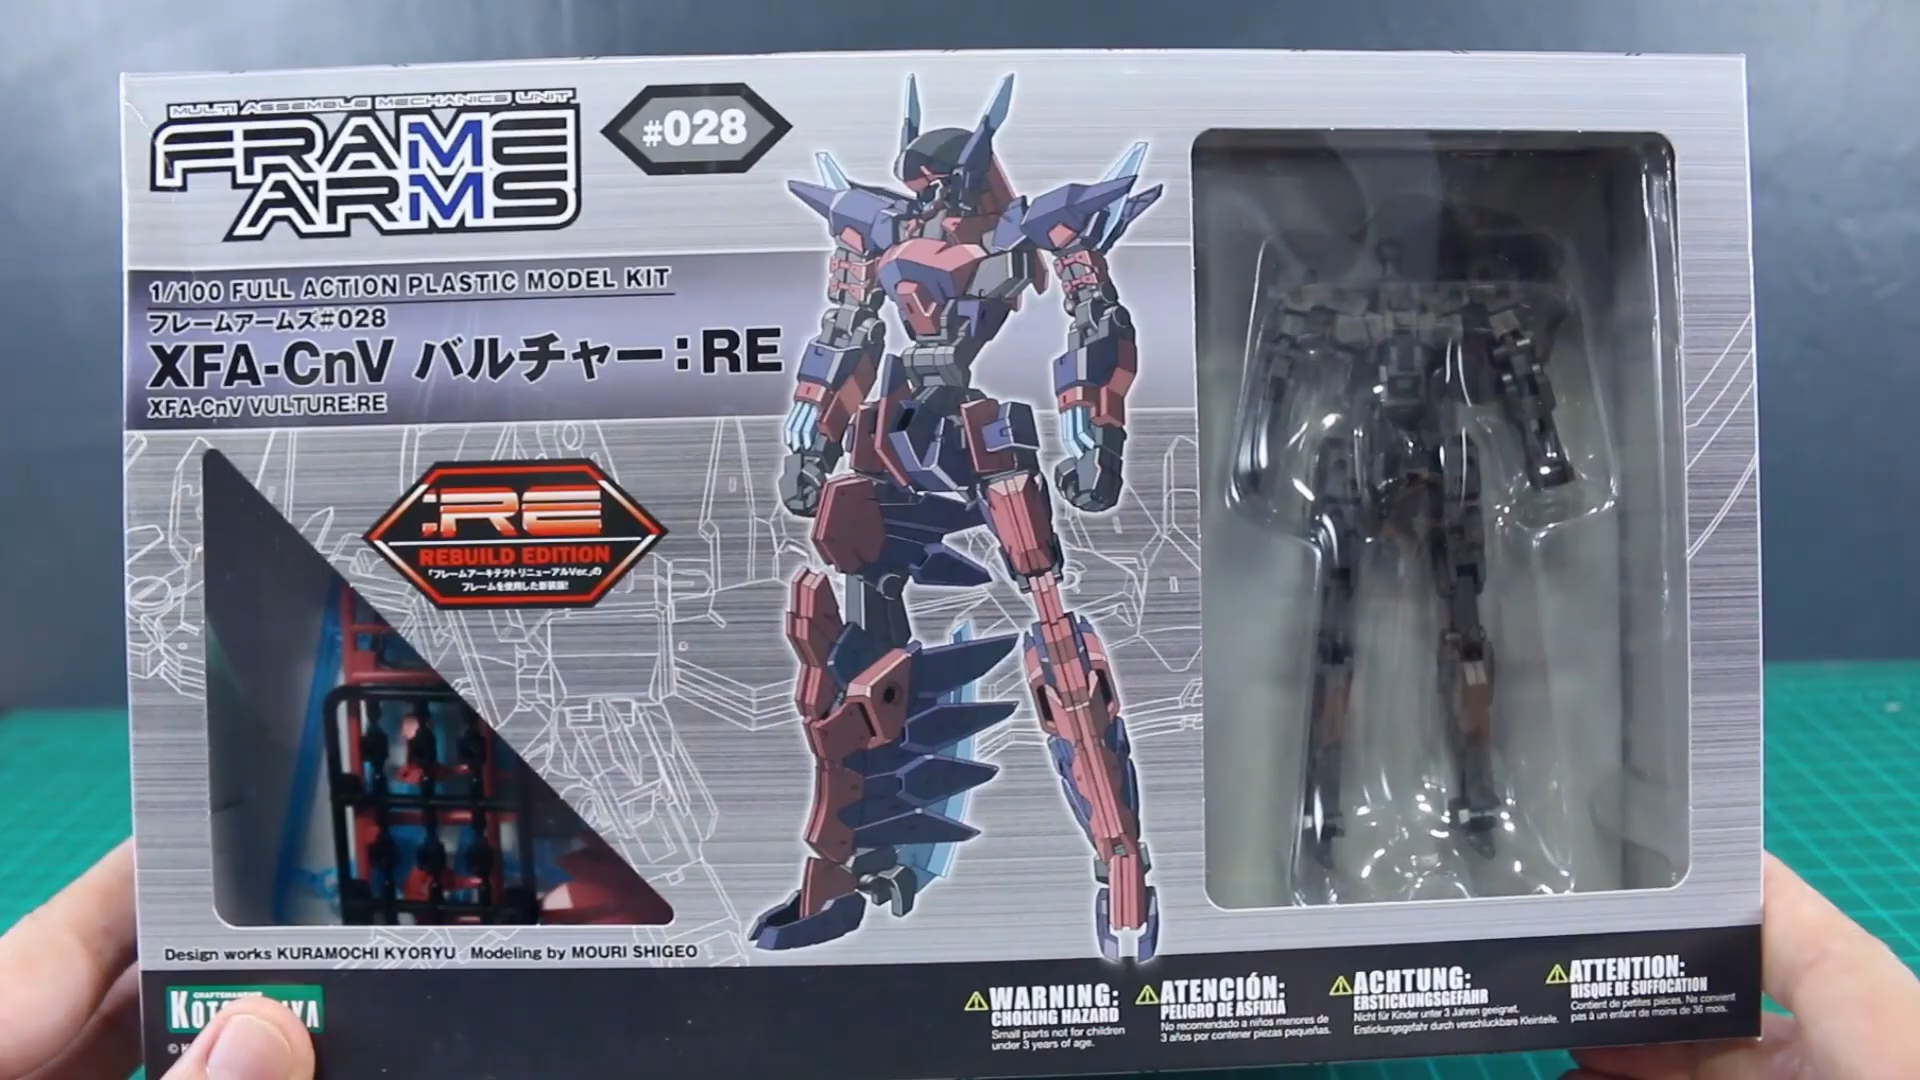 MULTI ASSEMBLE MECHANICS UNIT
FRAME
ARMS
#028
1/100 FULL ACTION PLASTIC MODEL KIT
フレームアームズ#028
XFA-CnV バルチャー:RE
XFA-CnV VULTURE:RE
:RE
REBUILD EDITION
「フレームアーキテクトリニューアルVer.」の
フレームを使用した新装版!
Design works KURAMOCHI KYORYU Modeling by MOURI SHIGEO
WARNING:
CHOKING HAZARD
Small parts not for children
under 3 years of age.
ATENCIÓN:
PELIGRO DE ASFIXIA
No recomendado a niños menores de
3 años por contener piezas pequeñas.
ACHTUNG:
ERSTICKUNGSGEFAHR
Nicht für Kinder unter 3 Jahren geeignet.
Erstickungsgefahr durch verschluckbare Kleinteile.
ATTENTION:
RISQUE DE SUFFOCATION
Contient de petites pièces. Ne convient
pas à un enfant de moins de 36 mois.